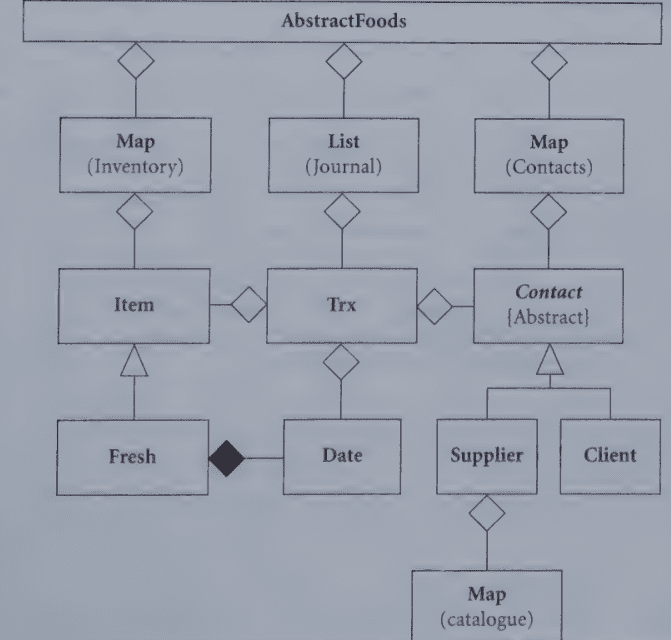 AbstractFoods
Map
(Inventory)
List
(Journal)
Map
(Contacts)
Item
Trx
Contact
{Abstract}
Fresh
Date
Supplier
Client
Map
(catalogue)